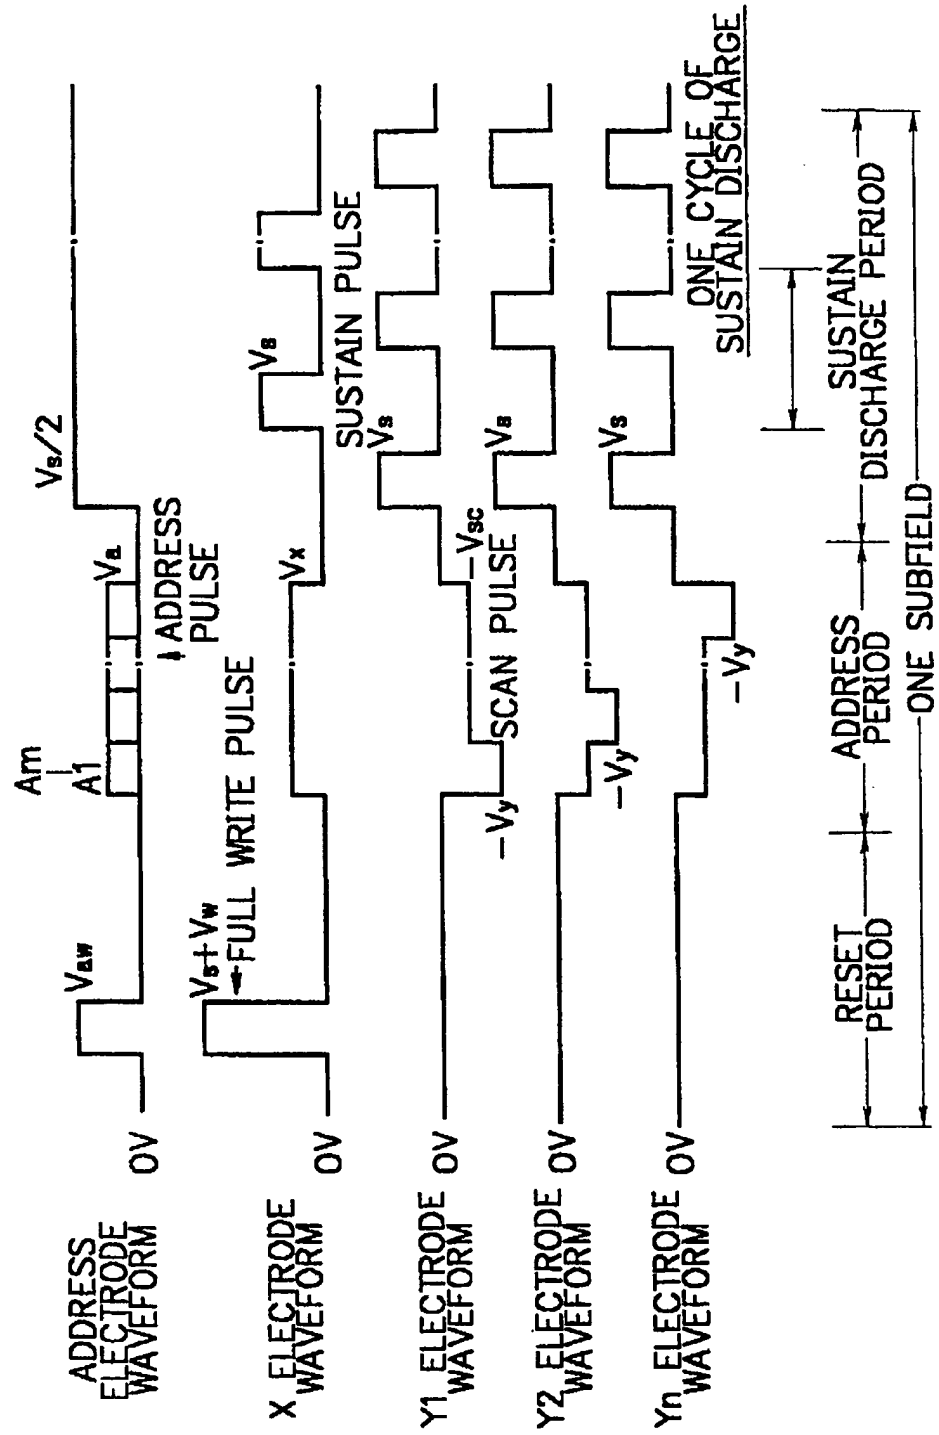 ADDRESS
ELECTRODE
WAVEFORM
0V
Vaw
Am
A1
Va
ADDRESS
PULSE
Vs/2
X ELECTRODE
WAVEFORM
0V
Vs+Vw
FULL WRITE PULSE
Vx
Vs
SUSTAIN PULSE
Y1 ELECTRODE
WAVEFORM
0V
-Vy
SCAN PULSE
-Vsc
Vs
Y2 ELECTRODE
WAVEFORM
0V
-Vy
Vs
Yn ELECTRODE
WAVEFORM
0V
-Vy
Vs
ONE CYCLE OF
SUSTAIN DISCHARGE
RESET
PERIOD
ADDRESS
PERIOD
SUSTAIN
DISCHARGE PERIOD
ONE SUBFIELD